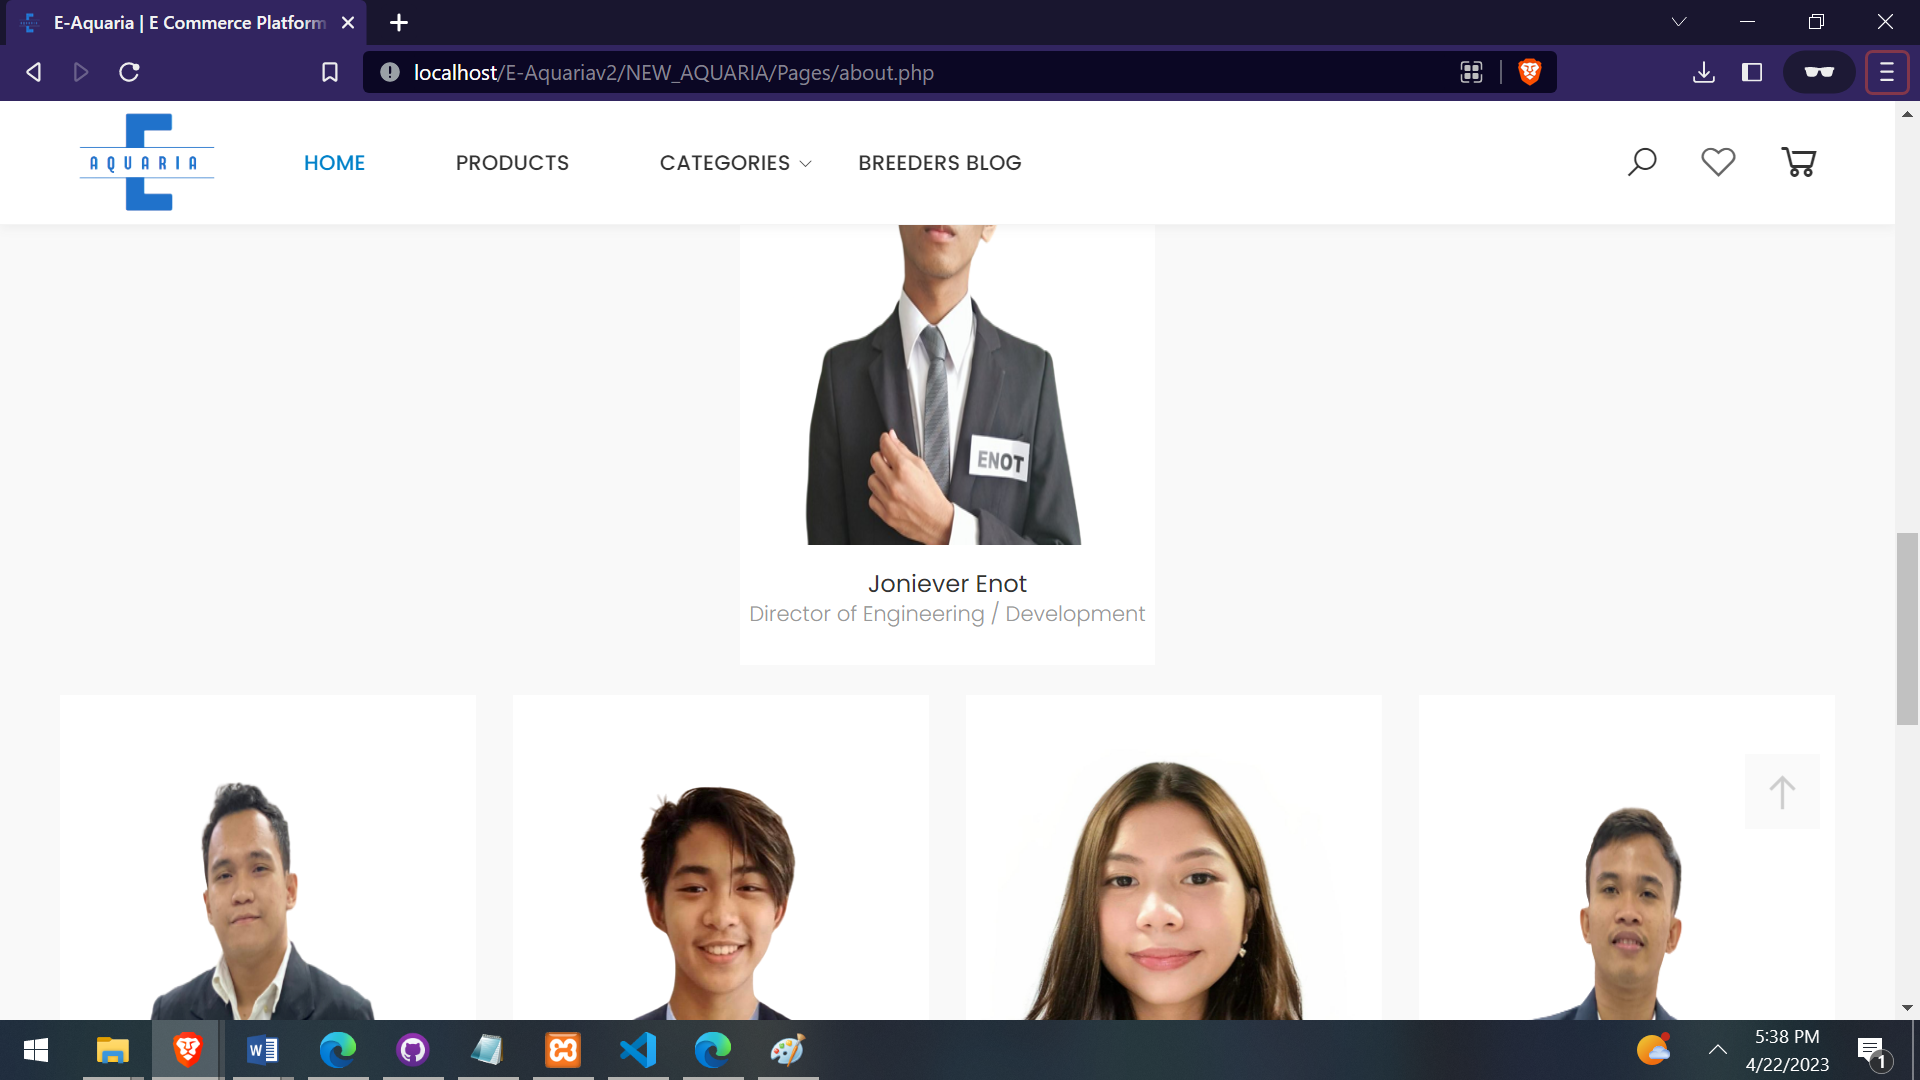 E-Aquaria | E Commerce Platform
localhost/E-Aquariav2/NEW_AQUARIA/Pages/about.php
AQUARIA
HOME
PRODUCTS
CATEGORIES
BREEDERS BLOG
ENOT
Joniever Enot
Director of Engineering / Development
5:38 PM
4/22/2023
1